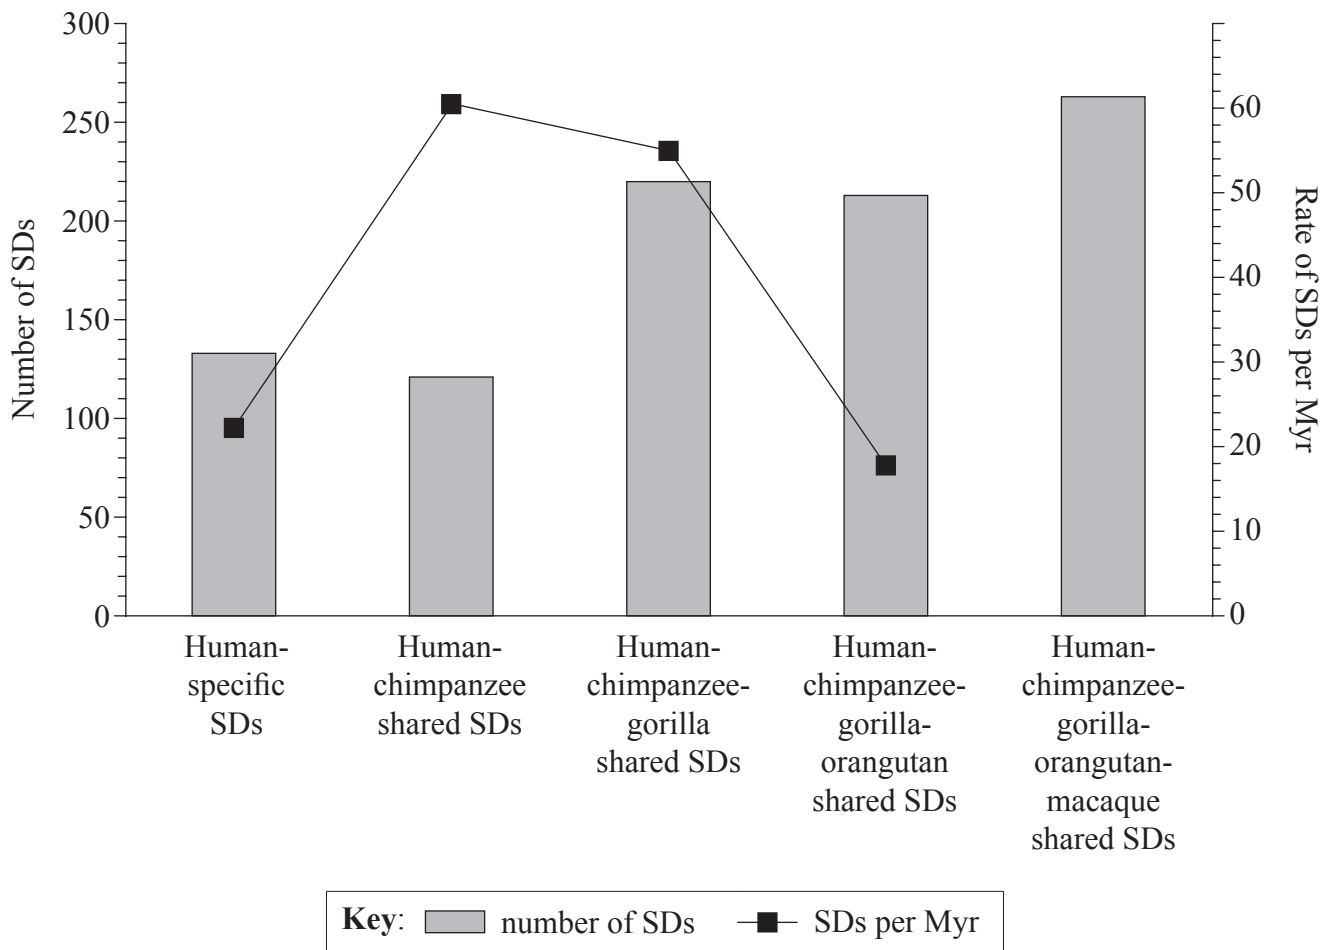 300
250
200
150
100
50
0
Number of SDs
60
50
40
30
20
10
0
Rate of SDs per Myr
Human-
specific
SDs
Human-
chimpanzee
shared SDs
Human-
chimpanzee-
gorilla
shared SDs
Human-
chimpanzee-
gorilla-
orangutan
shared SDs
Human-
chimpanzee-
gorilla-
orangutan-
macaque
shared SDs
Key: number of SDs SDs per Myr